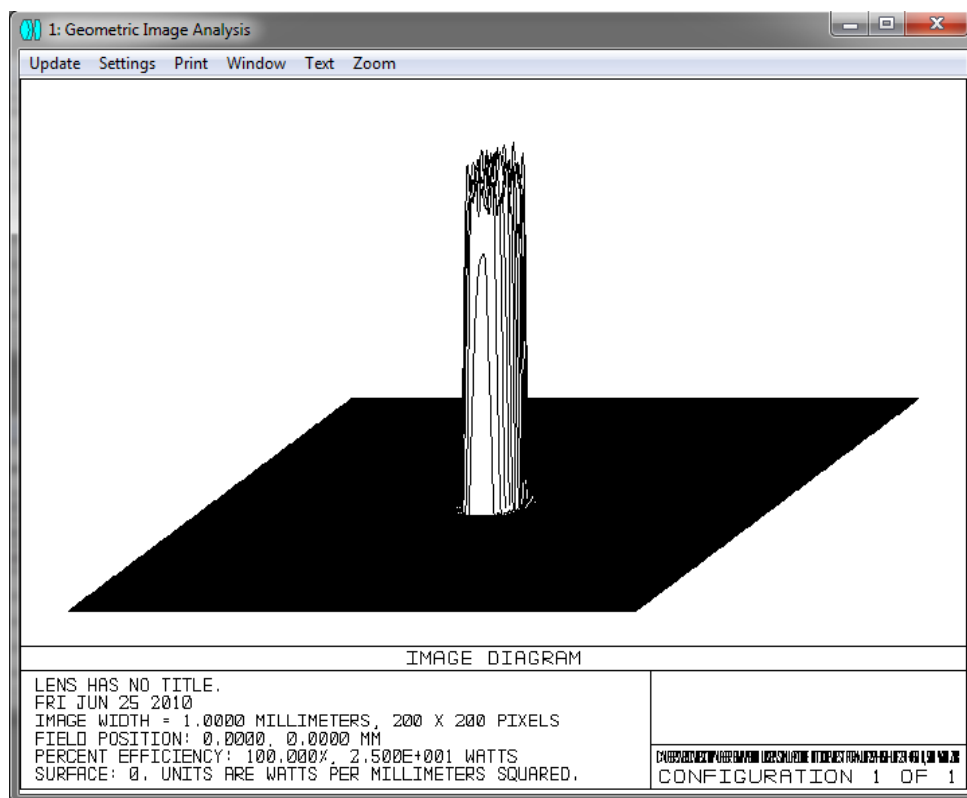 1: Geometric Image Analysis
Update Settings Print Window Text Zoom
IMAGE DIAGRAM
LENS HAS NO TITLE.
FRI JUN 25 2010
IMAGE WIDTH = 1.0000 MILLIMETERS, 200 X 200 PIXELS
FIELD POSITION: 0.0000, 0.0000 MM
PERCENT EFFICIENCY: 100.000%, 2.500E+001 WATTS
SURFACE: 0. UNITS ARE WATTS PER MILLIMETERS SQUARED.
CONFIGURATION 1 OF 1